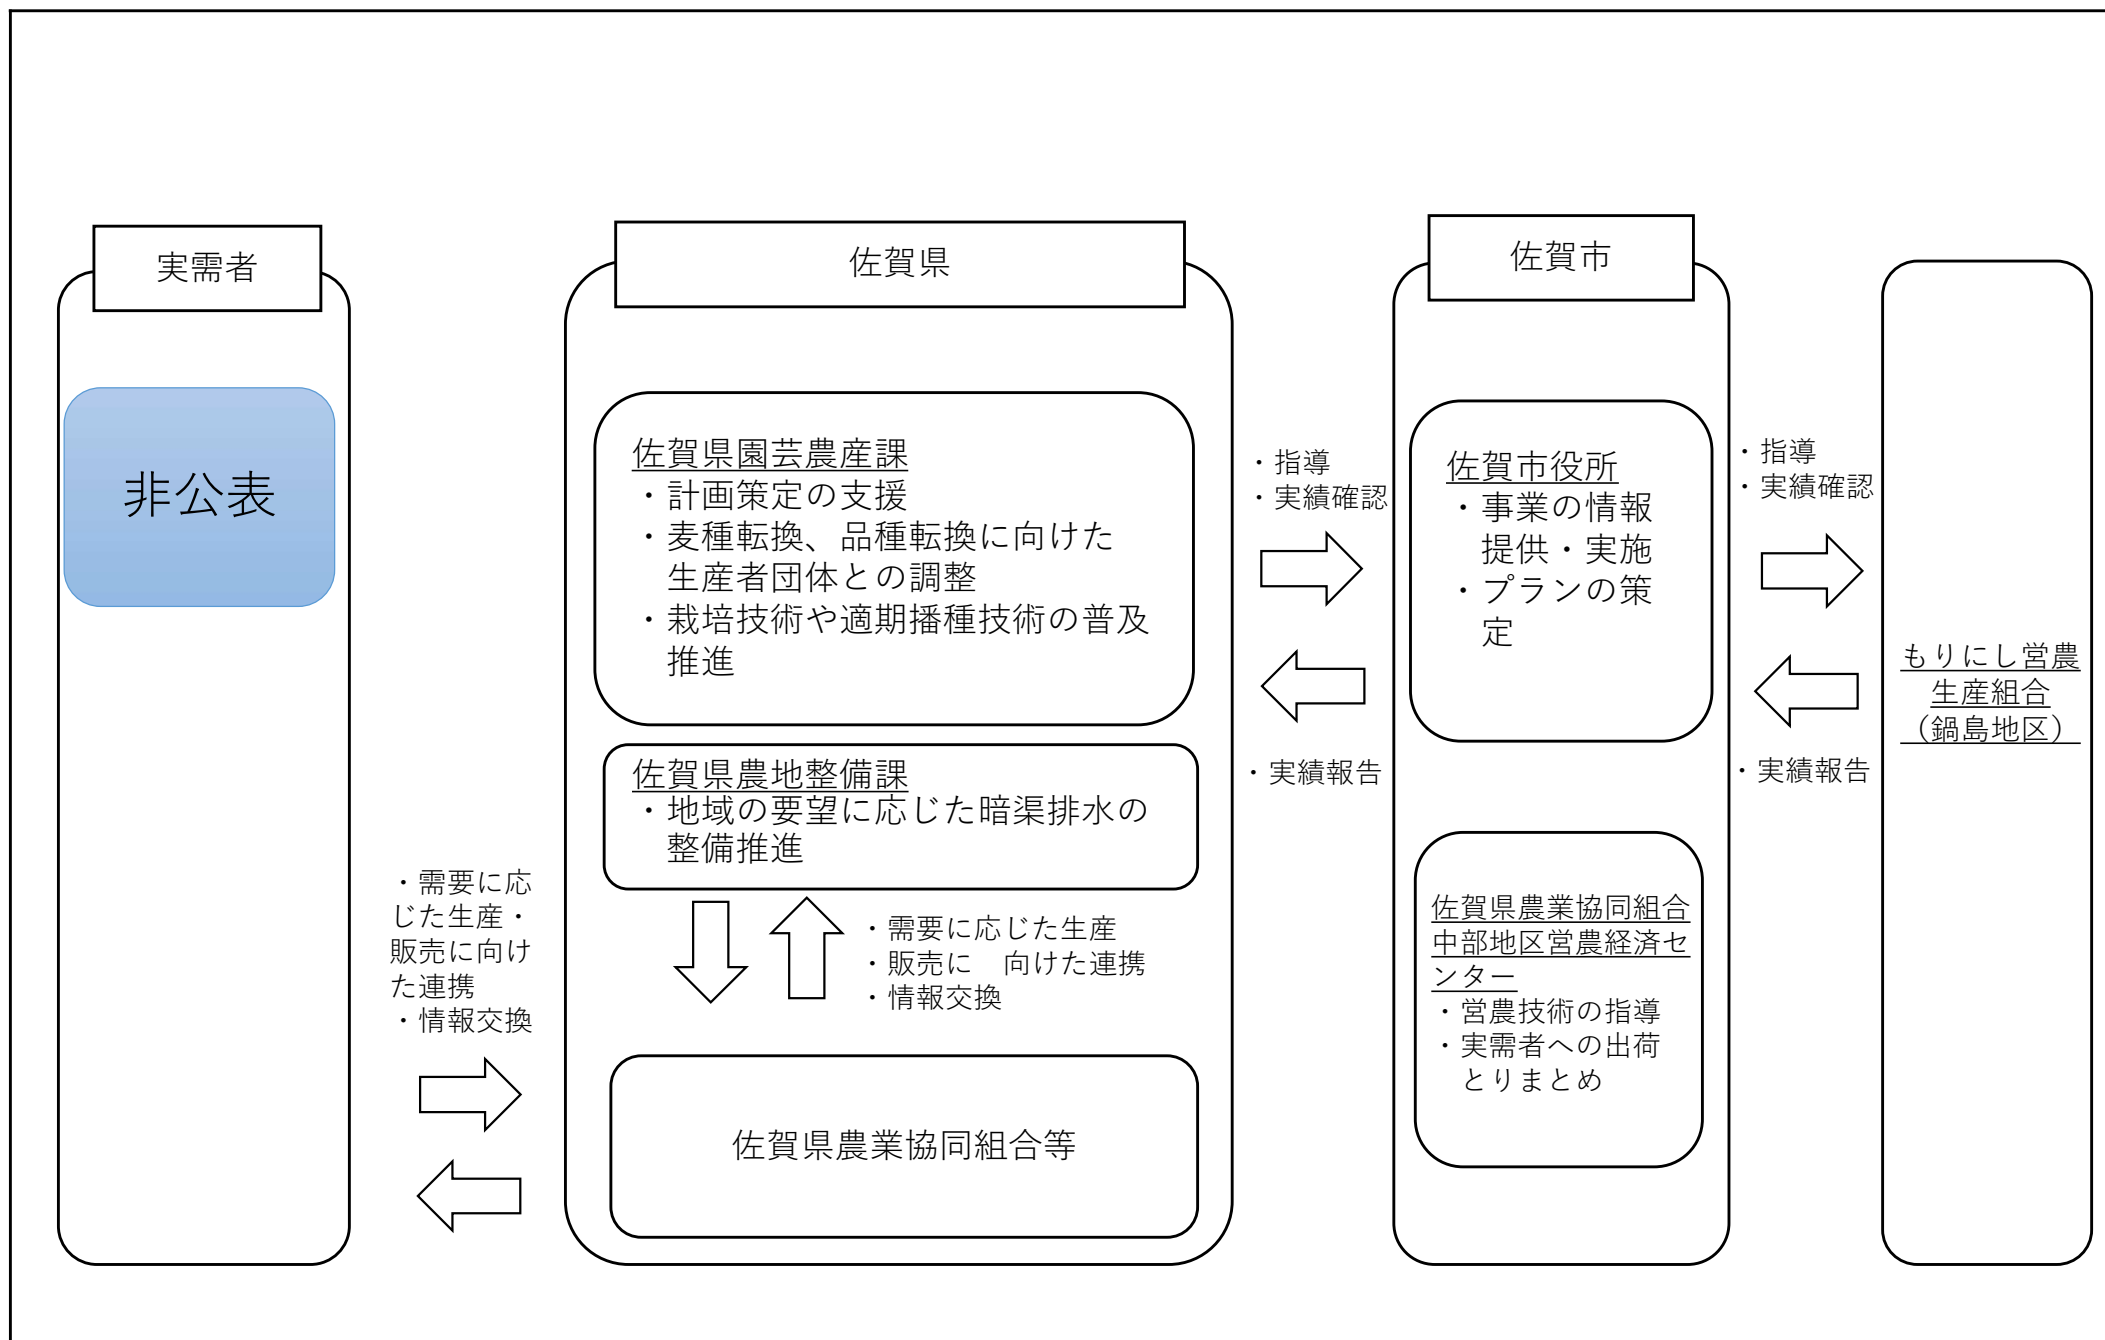 実需者
非公表
・需要に応
じた生産・
販売に向け
た連携
・情報交換
佐賀県
佐賀県園芸農産課
・計画策定の支援
・麦種転換、品種転換に向けた
生産者団体との調整
・栽培技術や適期播種技術の普及
推進
佐賀県農地整備課
・地域の要望に応じた暗渠排水の
整備推進
・需要に応じた生産
・販売に　向けた連携
・情報交換
佐賀県農業協同組合等
・指導
・実績確認
・実績報告
佐賀市
佐賀市役所
・事業の情報
提供・実施
・プランの策
定
佐賀県農業協同組合
中部地区営農経済セ
ンター
・営農技術の指導
・実需者への出荷
とりまとめ
・指導
・実績確認
・実績報告
もりにし営農
生産組合
（鍋島地区）